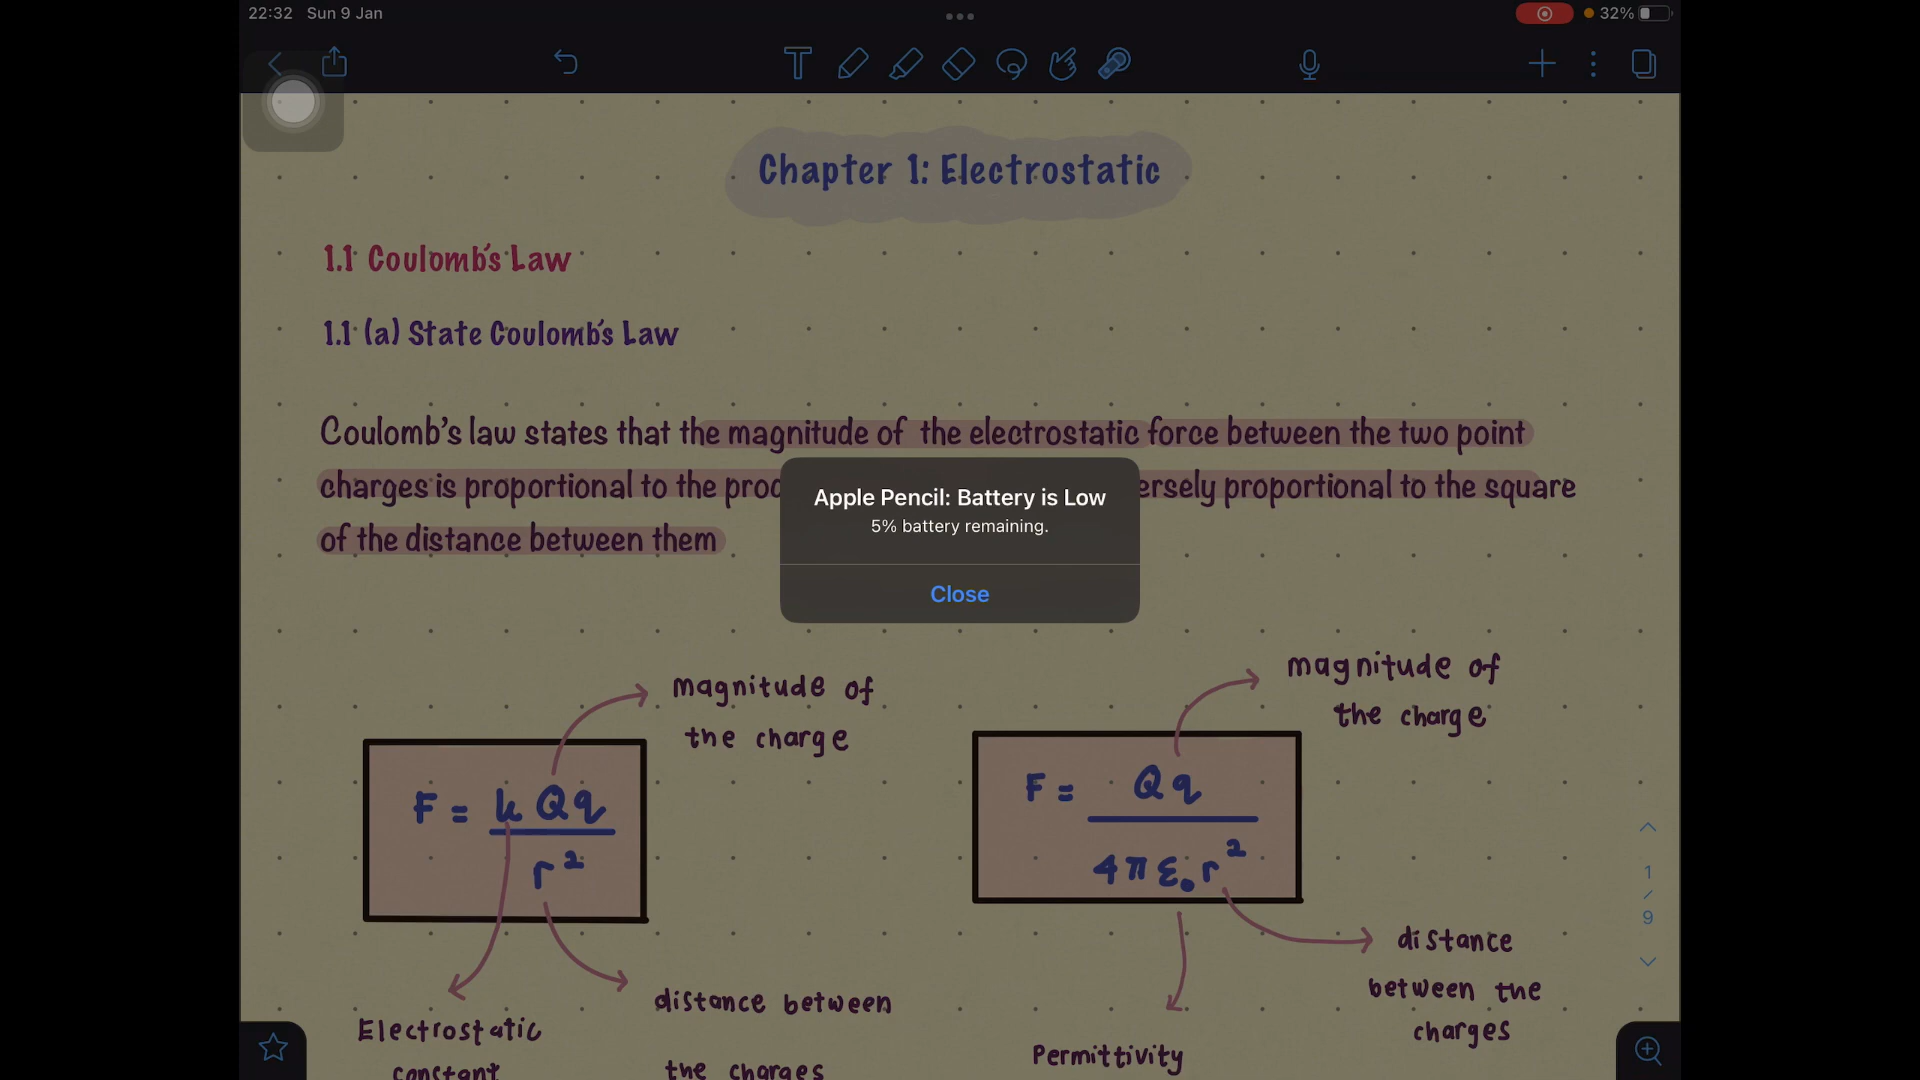 22:32 Sun 9 Jan
32%
Chapter 1: Electrostatic
1.1 Coulomb's Law
1.1 (a) State Coulomb's Law
Coulomb's law states that the magnitude of the electrostatic force between the two point
charges is proportional to the proc ersely proportional to the square
of the distance between them
Apple Pencil: Battery is Low
5% battery remaining.
Close
magnitude of
the charge
F = k Qq
r²
Electrostatic
constant
distance between
the charges
magnitude of
the charge
F = Qq
4πε₀r²
distance
between the
charges
Permittivity
1
/
9